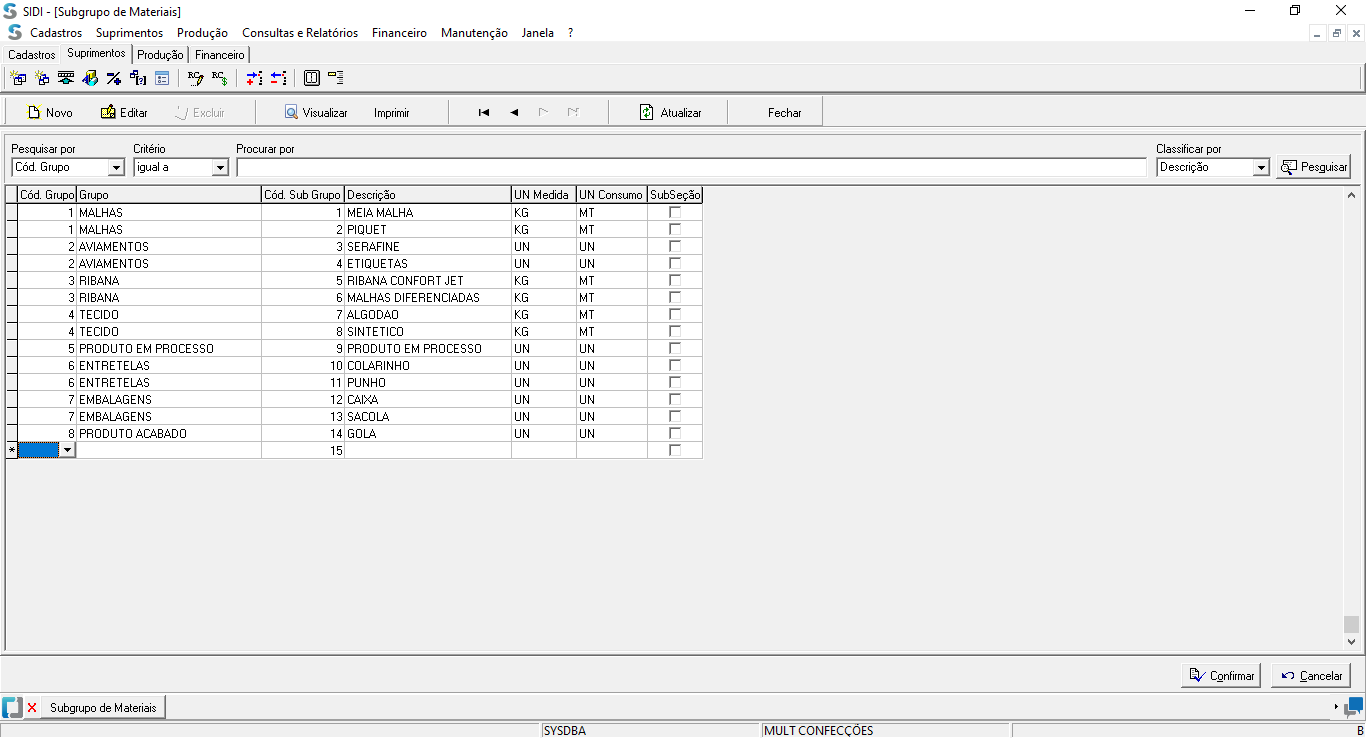 SIDI - [Subgrupo de Materiais]
Cadastros Suprimentos Produção Consultas e Relatórios Financeiro Manutenção Janela ?
Cadastros Suprimentos Produção Financeiro
Novo Editar Excluir Visualizar Imprimir Atualizar Fechar
Pesquisar por Critério Procurar por Classificar por
Cód. Grupo igual a Descrição Pesquisar
Cód. Grupo Grupo Cód. Sub Grupo Descrição UN Medida UN Consumo SubSeção
1 MALHAS 1 MEIA MALHA KG MT
1 MALHAS 2 PIQUET KG MT
2 AVIAMENTOS 3 SERAFINE UN UN
2 AVIAMENTOS 4 ETIQUETAS UN UN
3 RIBANA 5 RIBANA CONFORT JET KG MT
3 RIBANA 6 MALHAS DIFERENCIADAS KG MT
4 TECIDO 7 ALGODAO KG MT
4 TECIDO 8 SINTETICO KG MT
5 PRODUTO EM PROCESSO 9 PRODUTO EM PROCESSO UN UN
6 ENTRETELAS 10 COLARINHO UN UN
6 ENTRETELAS 11 PUNHO UN UN
7 EMBALAGENS 12 CAIXA UN UN
7 EMBALAGENS 13 SACOLA UN UN
8 PRODUTO ACABADO 14 GOLA UN UN
* 15
Confirmar Cancelar
Subgrupo de Materiais
SYSDBA MULT CONFECÇÕES B